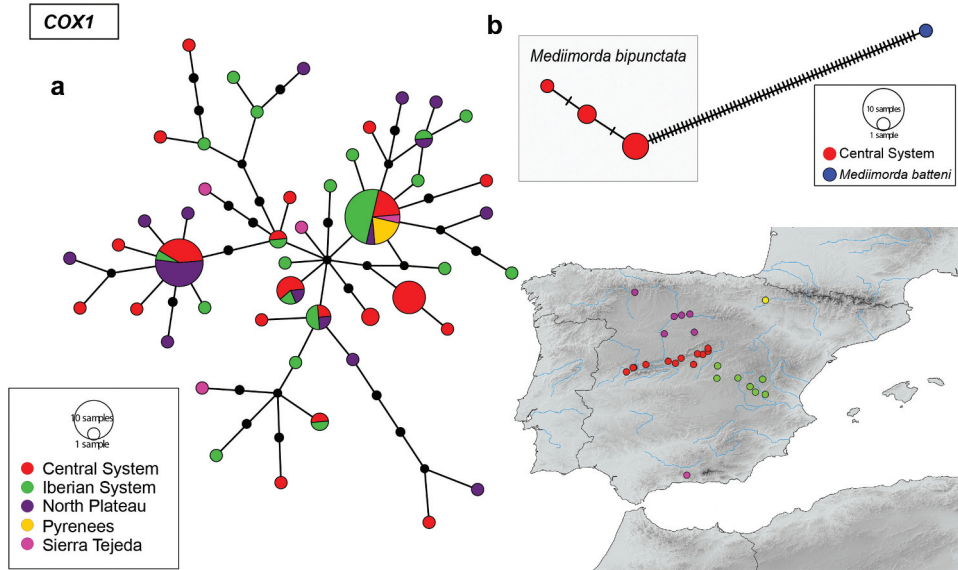 COX1
a
10 samples
1 sample
Central System
Iberian System
North Plateau
Pyrenees
Sierra Tejeda
b
Mediimorda bipunctata
10 samples
1 sample
Central System
Mediimorda batteni